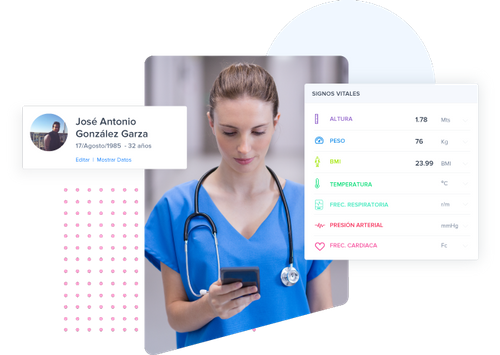 José Antonio
González Garza
17/Agosto/1985 - 32 años
Editar | Mostrar Datos
SIGNOS VITALES
ALTURA 1.78 Mts
PESO 76 Kg
BMI 23.99 BMI
TEMPERATURA °C
FREC. RESPIRATORIA r/m
PRESIÓN ARTERIAL mmHg
FREC. CARDIACA Fc